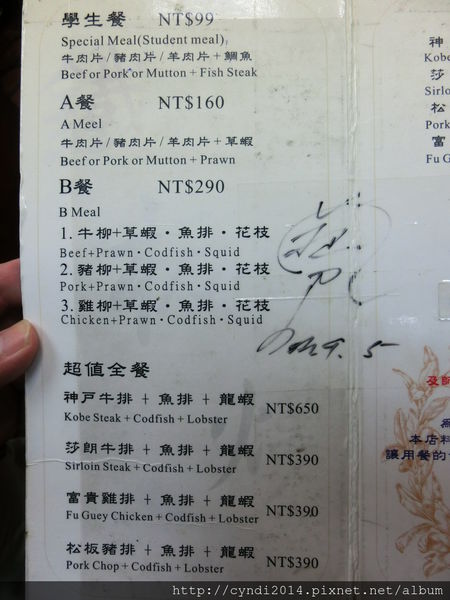 學生餐 NT$99
Special Meal(Student meal)
牛肉片/豬肉片/羊肉片+鯛魚
Beef or Pork or Mutton + Fish Steak
A餐 NT$160
A Meel
牛肉片/豬肉片/羊肉片+草蝦
Beef or Pork or Mutton + Prawn
B餐 NT$290
B Meal
1. 牛柳+草蝦·魚排·花枝
Beef+Prawn·Codfish·Squid
2. 豬柳+草蝦·魚排·花枝
Pork+Prawn·Codfish·Squid
3. 雞柳+草蝦·魚排·花枝
Chicken+Prawn·Codfish·Squid
超值全餐
神戸牛排 + 魚排 + 龍蝦 NT$650
Kobe Steak + Codfish + Lobster
莎朗牛排 + 魚排 + 龍蝦 NT$390
Sirloin Steak + Codfish + Lobster
富貴雞排 + 魚排 + 龍蝦 NT$390
Fu Guey Chicken + Codfish + Lobster
松板豬排 + 魚排 + 龍蝦 NT$390
Pork Chop + Codfish + Lobster
神
Kobe
莎
Sirloi
松
Pork
富
Fu G
本店料
讓用餐的
http://cyndi2014.pixnet.net/album